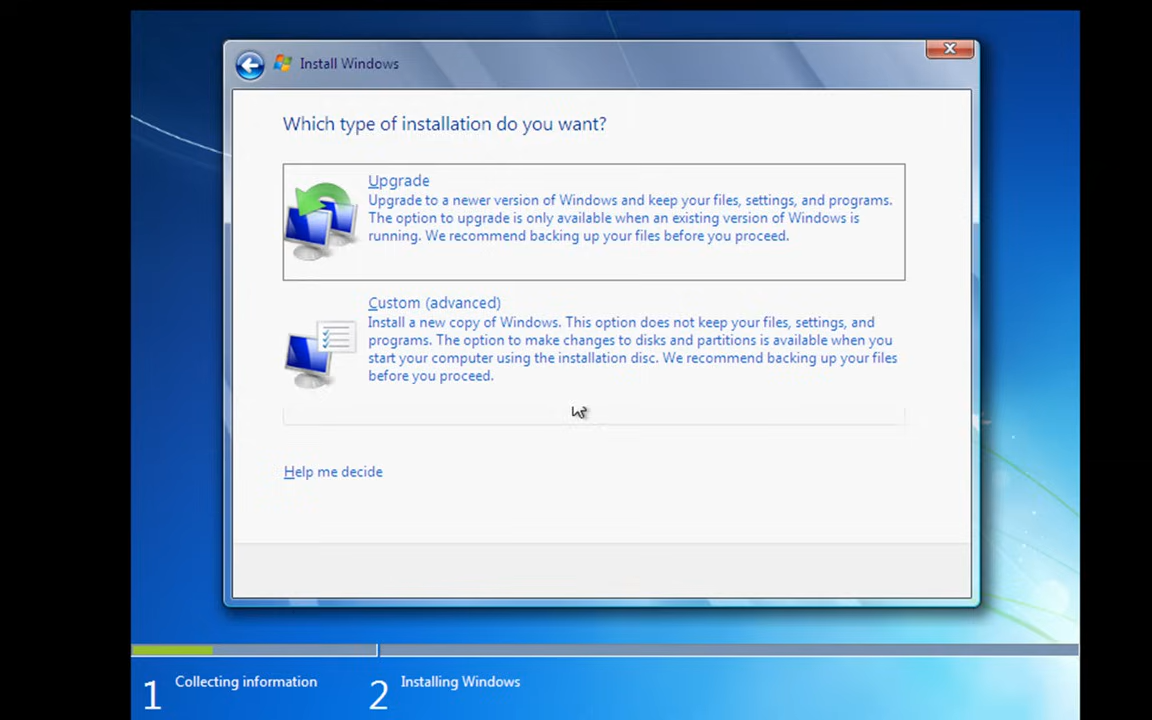 Install Windows
Which type of installation do you want?
Upgrade
Upgrade to a newer version of Windows and keep your files, settings, and programs.
The option to upgrade is only available when an existing version of Windows is
running. We recommend backing up your files before you proceed.
Custom (advanced)
Install a new copy of Windows. This option does not keep your files, settings, and
programs. The option to make changes to disks and partitions is available when you
start your computer using the installation disc. We recommend backing up your files
before you proceed.
Help me decide
1 Collecting information
2 Installing Windows